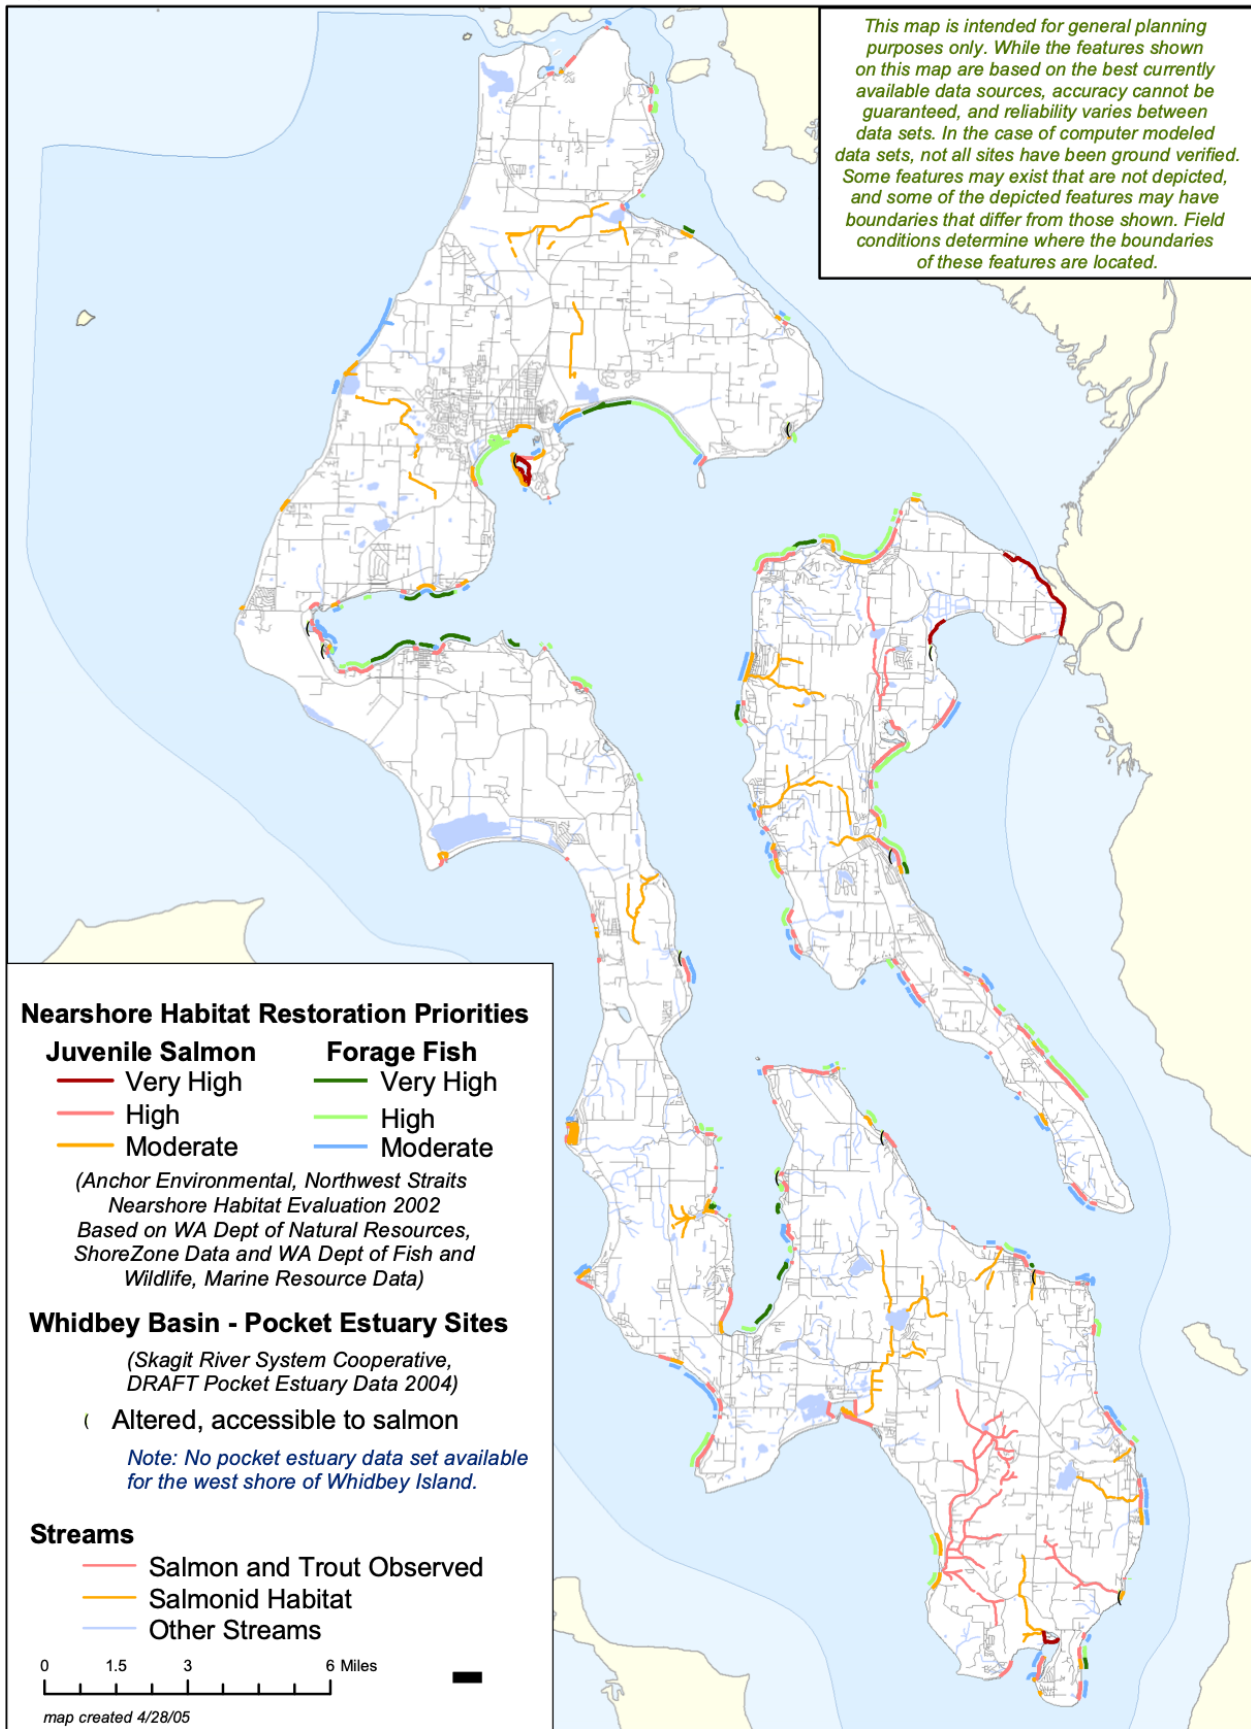 This map is intended for general planning
purposes only. While the features shown
on this map are based on the best currently
available data sources, accuracy cannot be
guaranteed, and reliability varies between
data sets. In the case of computer modeled
data sets, not all sites have been ground verified.
Some features may exist that are not depicted,
and some of the depicted features may have
boundaries that differ from those shown. Field
conditions determine where the boundaries
of these features are located.
Nearshore Habitat Restoration Priorities
Juvenile Salmon
Very High
High
Moderate
Forage Fish
Very High
High
Moderate
(Anchor Environmental, Northwest Straits
Nearshore Habitat Evaluation 2002
Based on WA Dept of Natural Resources,
ShoreZone Data and WA Dept of Fish and
Wildlife, Marine Resource Data)
Whidbey Basin - Pocket Estuary Sites
(Skagit River System Cooperative,
DRAFT Pocket Estuary Data 2004)
Altered, accessible to salmon
Note: No pocket estuary data set available
for the west shore of Whidbey Island.
Streams
Salmon and Trout Observed
Salmonid Habitat
Other Streams
0 1.5 3 6 Miles
map created 4/28/05